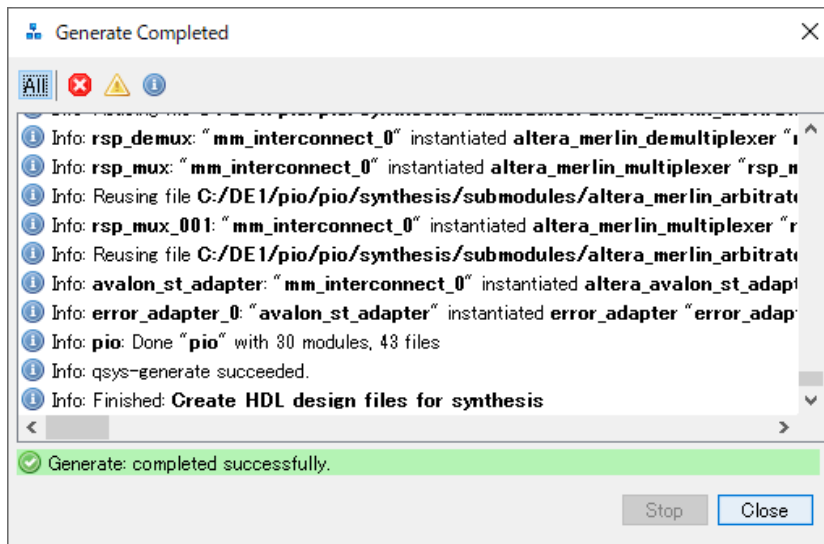 Generate Completed
All
Info: rsp_demux: "mm_interconnect_0" instantiated altera_merlin_demultiplexer "
Info: rsp_mux: "mm_interconnect_0" instantiated altera_merlin_multiplexer "rsp_m
Info: Reusing file C:/DE1/pio/pio/synthesis/submodules/altera_merlin_arbitrat
Info: rsp_mux_001: "mm_interconnect_0" instantiated altera_merlin_multiplexer "r
Info: Reusing file C:/DE1/pio/pio/synthesis/submodules/altera_merlin_arbitrat
Info: avalon_st_adapter: "mm_interconnect_0" instantiated altera_avalon_st_adapt
Info: error_adapter_0: "avalon_st_adapter" instantiated error_adapter "error_adap
Info: pio: Done "pio" with 30 modules, 43 files
Info: qsys-generate succeeded.
Info: Finished: Create HDL design files for synthesis
Generate: completed successfully.
Stop
Close